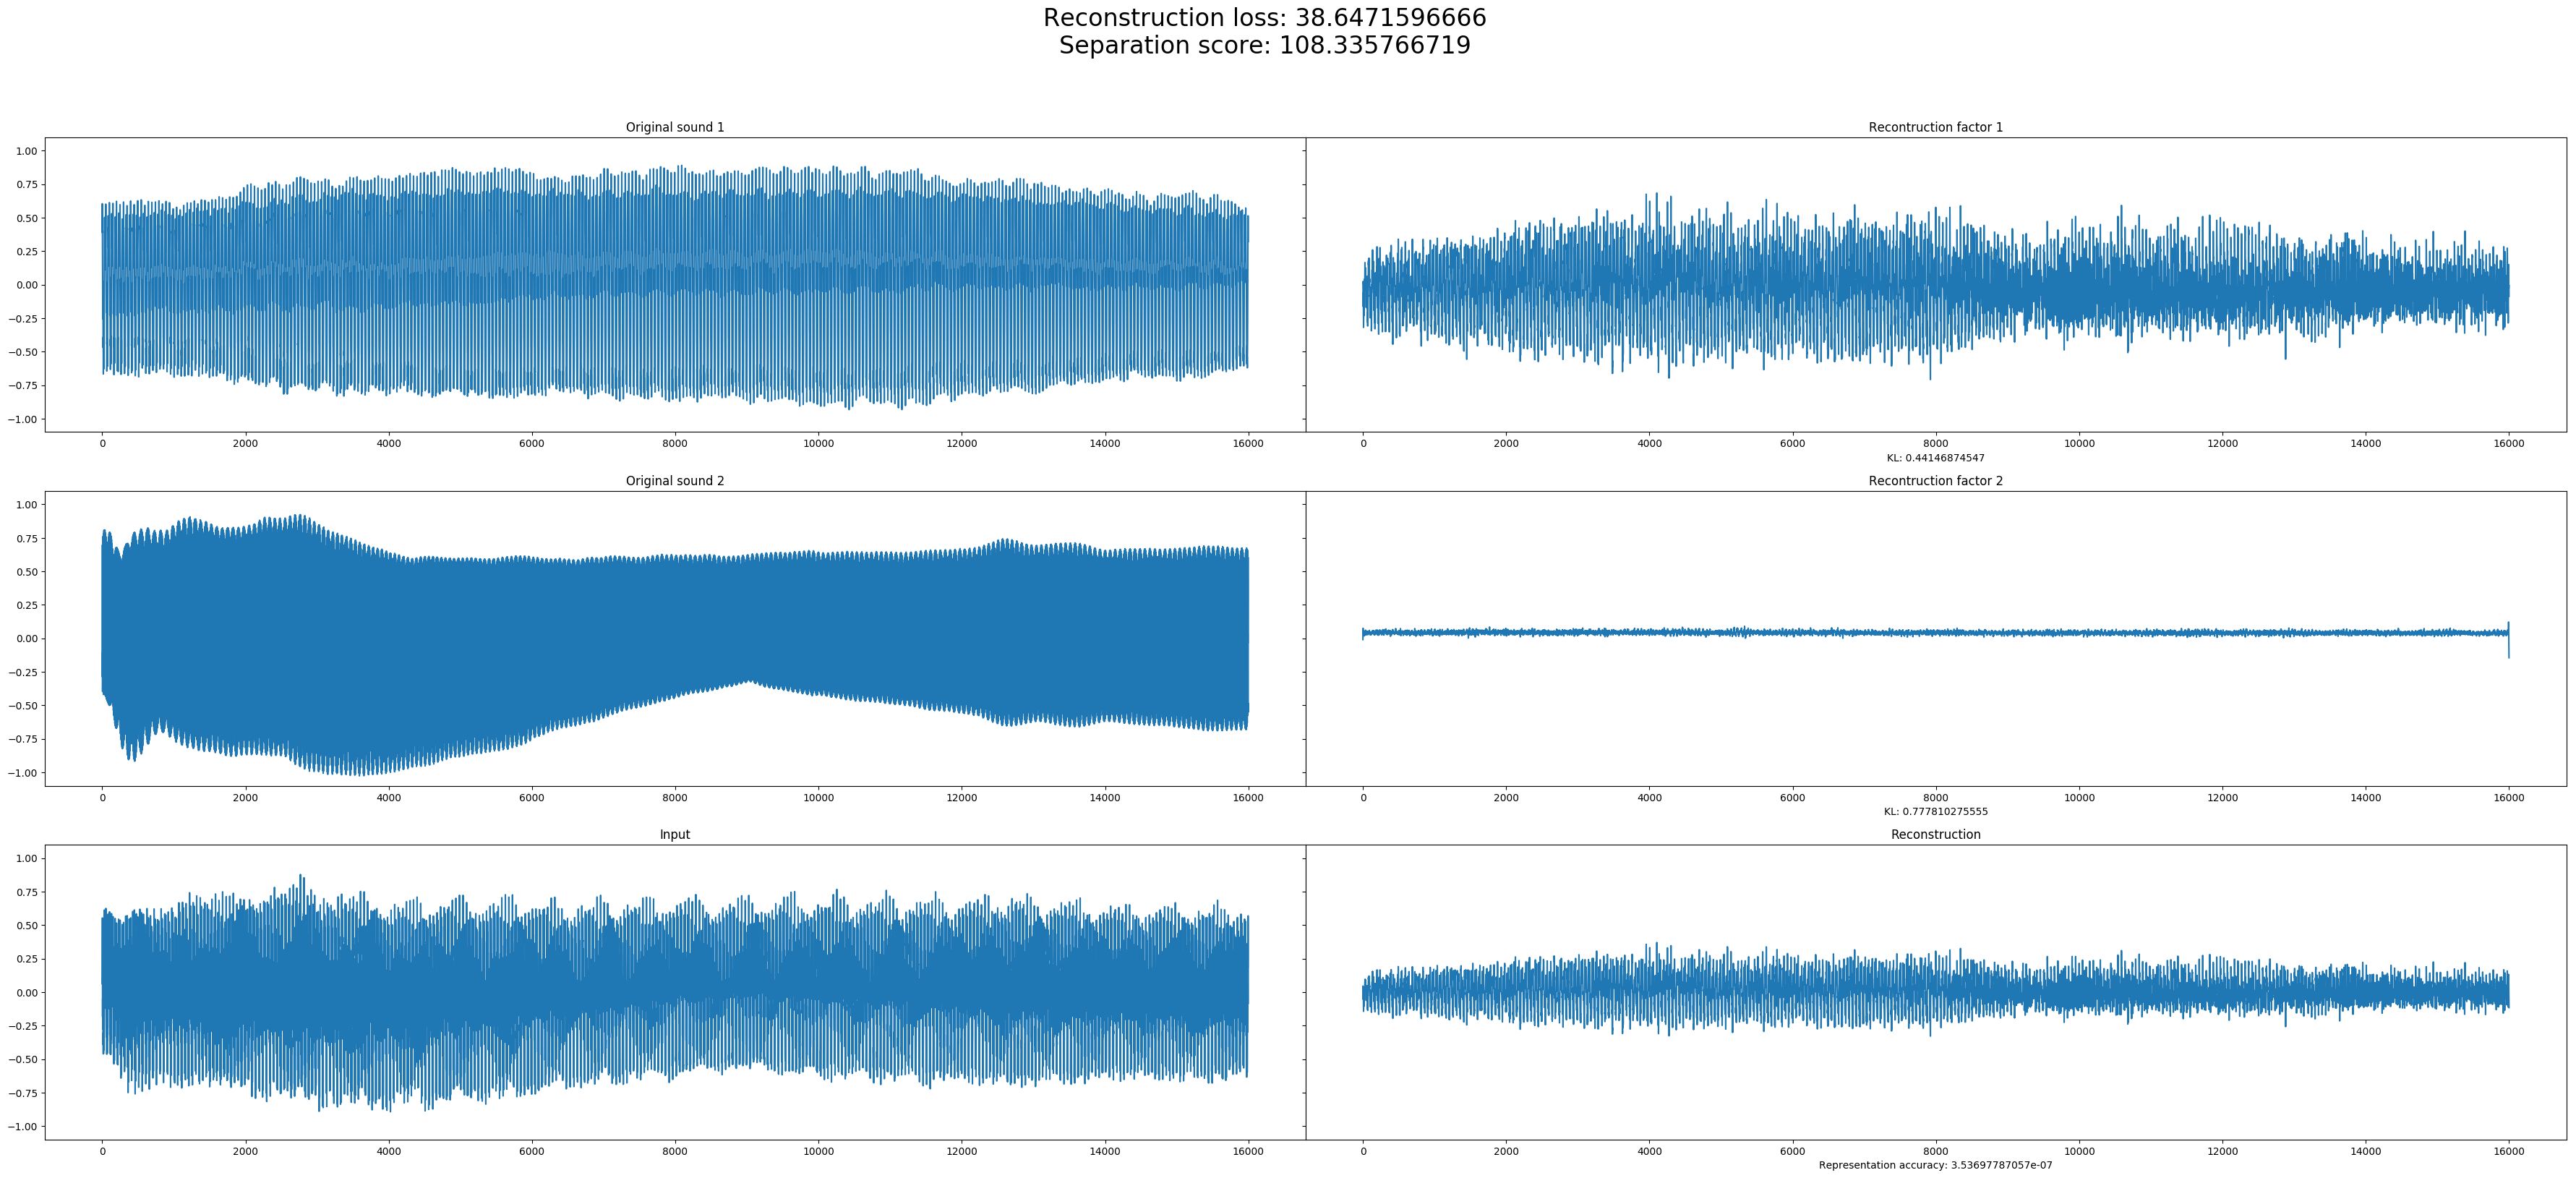 Reconstruction loss: 38.6471596666
Separation score: 108.335766719
Original sound 1
Recontruction factor 1
1.00
0.75
0.50
0.25
0.00
−0.25
−0.50
−0.75
−1.00
0 2000 4000 6000 8000 10000 12000 14000 16000
0 2000 4000 6000 8000 10000 12000 14000 16000
KL: 0.44146874547
Original sound 2
Recontruction factor 2
1.00
0.75
0.50
0.25
0.00
−0.25
−0.50
−0.75
−1.00
0 2000 4000 6000 8000 10000 12000 14000 16000
0 2000 4000 6000 8000 10000 12000 14000 16000
KL: 0.777810275555
Input
Reconstruction
1.00
0.75
0.50
0.25
0.00
−0.25
−0.50
−0.75
−1.00
0 2000 4000 6000 8000 10000 12000 14000 16000
0 2000 4000 6000 8000 10000 12000 14000 16000
Representation accuracy: 3.53697787057e-07